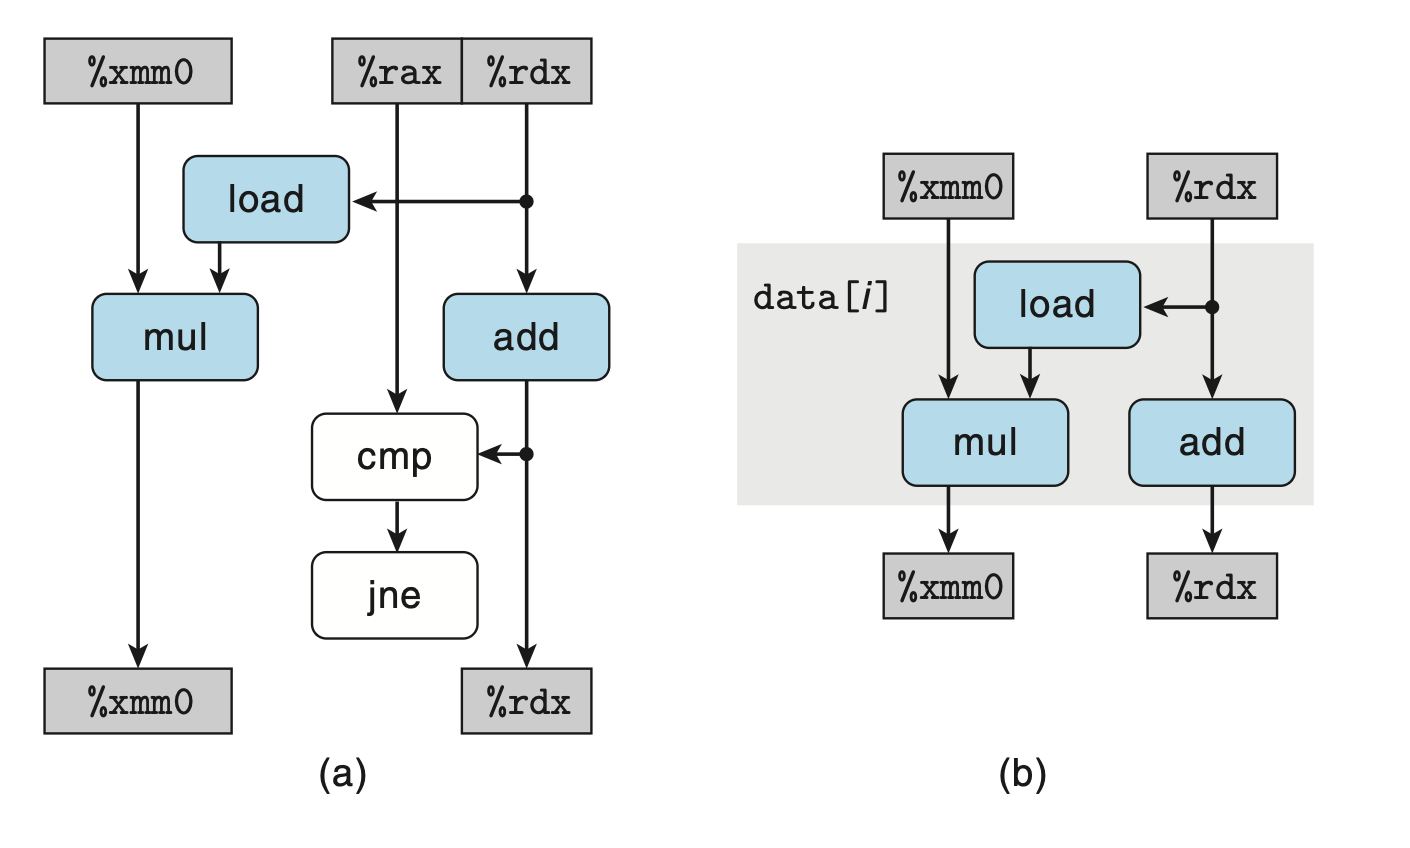 %xmm0 %rax %rdx
load
mul add
cmp
jne
%xmm0 %rdx
(a)
%xmm0 %rdx
data[i] load
mul add
%xmm0 %rdx
(b)